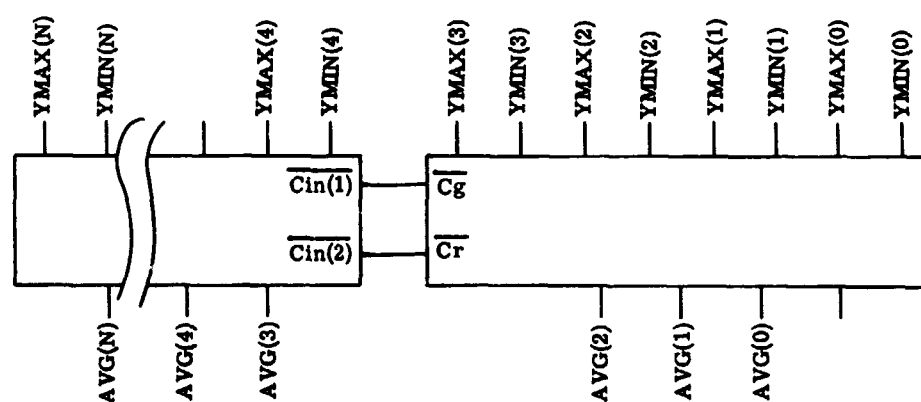 YMAX(N)
YMIN(N)
YMAX(4)
YMIN(4)
YMAX(3)
YMIN(3)
YMAX(2)
YMIN(2)
YMAX(1)
YMIN(1)
YMAX(0)
YMIN(0)
Cin(1)
Cg
Cin(2)
Cr
AVG(N)
AVG(4)
AVG(3)
AVG(2)
AVG(1)
AVG(0)